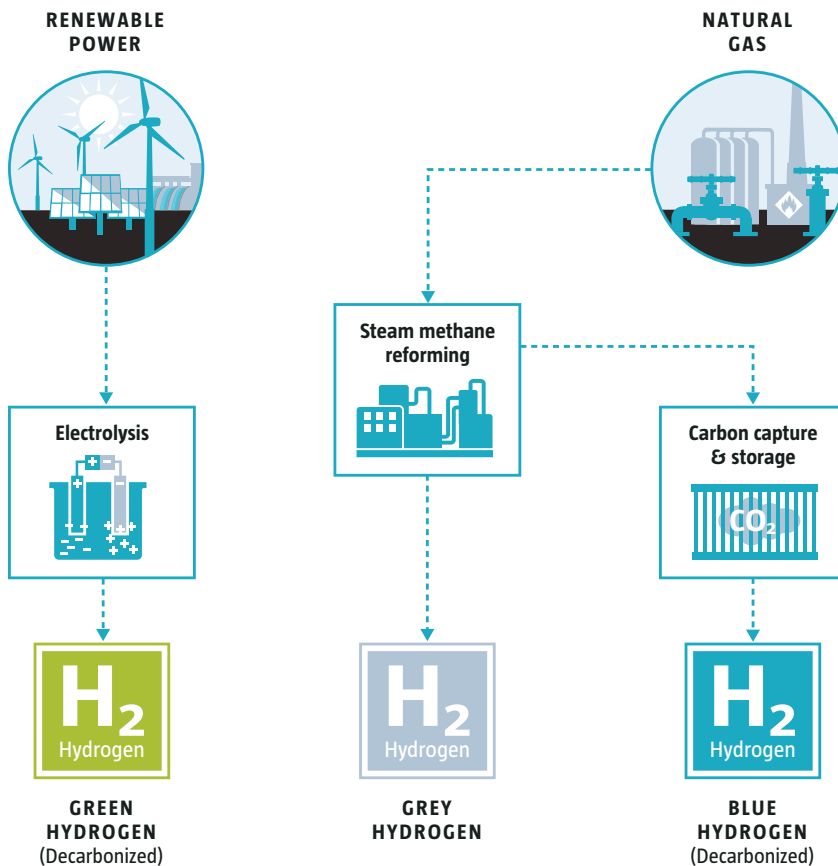 RENEWABLE
POWER
NATURAL
GAS
Steam methane
reforming
Electrolysis
Carbon capture
& storage
CO2
H2
Hydrogen
H2
Hydrogen
H2
Hydrogen
GREEN
HYDROGEN
(Decarbonized)
GREY
HYDROGEN
BLUE
HYDROGEN
(Decarbonized)